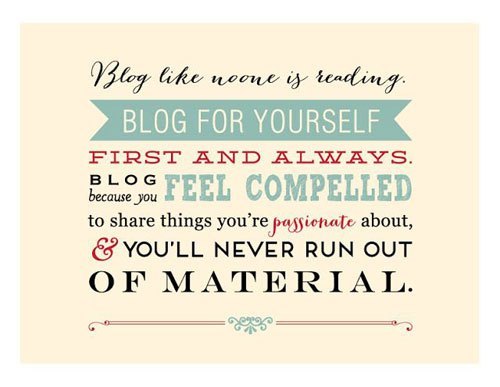 Blog like noone is reading.
BLOG FOR YOURSELF
FIRST AND ALWAYS.
BLOG because you FEEL COMPELLED
to share things you're passionate about,
& YOU'LL NEVER RUN OUT
OF MATERIAL.